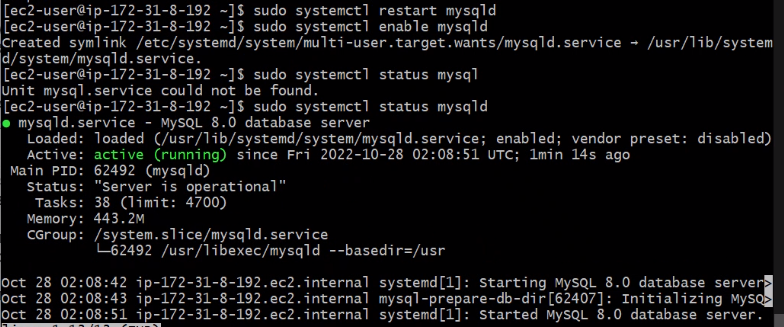 [ec2-user@ip-172-31-8-192 ~]$ sudo systemctl restart mysqld
[ec2-user@ip-172-31-8-192 ~]$ sudo systemctl enable mysqld
Created symlink /etc/systemd/system/multi-user.target.wants/mysqld.service → /usr/lib/system
d/system/mysqld.service.
[ec2-user@ip-172-31-8-192 ~]$ sudo systemctl status mysql
Unit mysql.service could not be found.
[ec2-user@ip-172-31-8-192 ~]$ sudo systemctl status mysqld
● mysqld.service - MySQL 8.0 database server
Loaded: loaded (/usr/lib/systemd/system/mysqld.service; enabled; vendor preset: disabled)
Active: active (running) since Fri 2022-10-28 02:08:51 UTC; 1min 14s ago
Main PID: 62492 (mysqld)
Status: "Server is operational"
Tasks: 38 (limit: 4700)
Memory: 443.2M
CGroup: /system.slice/mysqld.service
└─62492 /usr/libexec/mysqld --basedir=/usr
Oct 28 02:08:42 ip-172-31-8-192.ec2.internal systemd[1]: Starting MySQL 8.0 database server>
Oct 28 02:08:43 ip-172-31-8-192.ec2.internal mysql-prepare-db-dir[62407]: Initializing MySQ>
Oct 28 02:08:51 ip-172-31-8-192.ec2.internal systemd[1]: Started MySQL 8.0 database server.